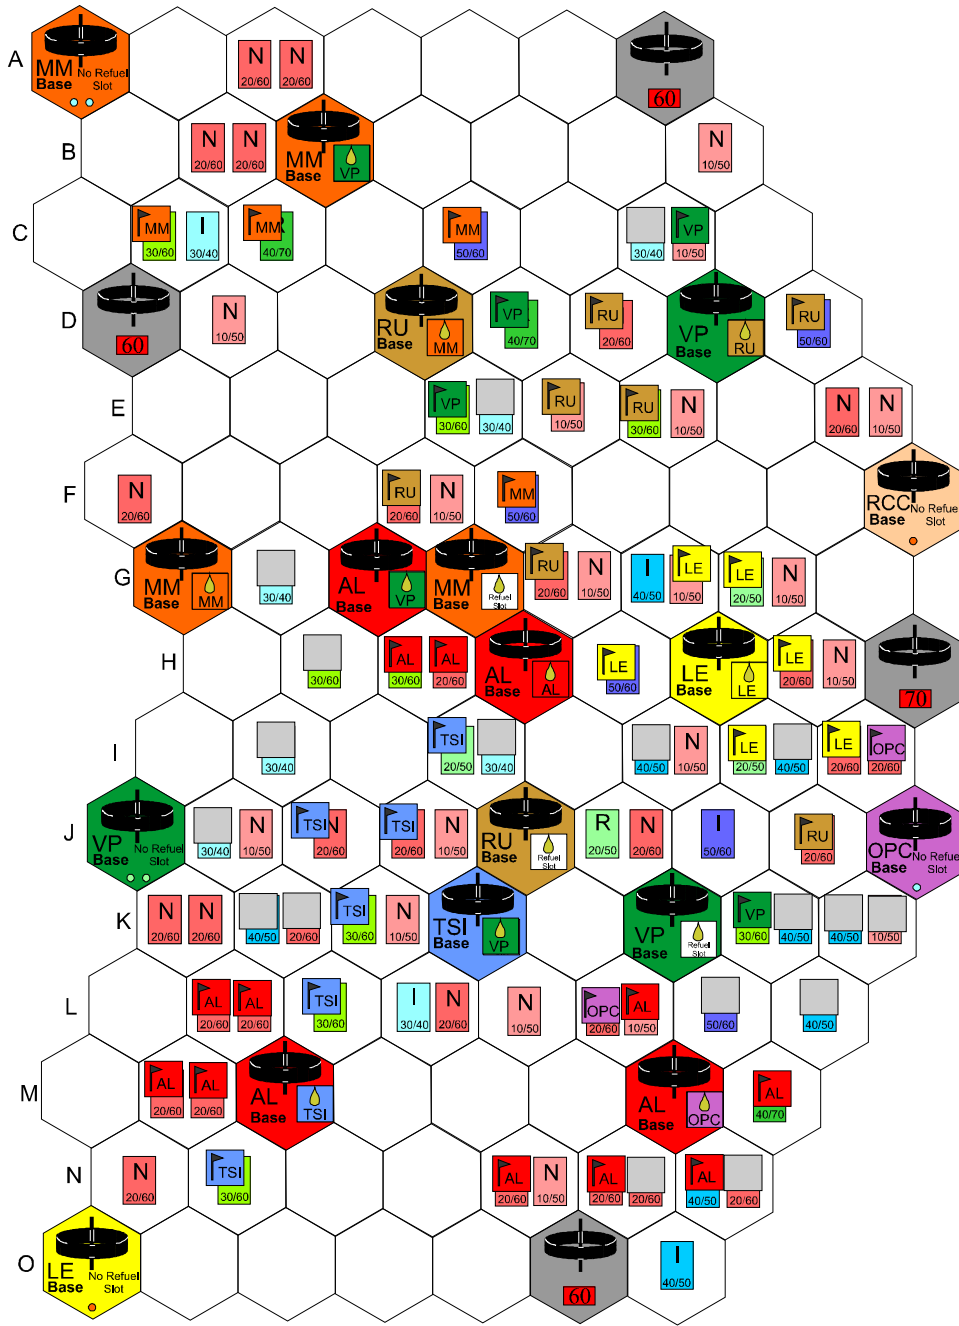 A
MM
Base
No Refuel
Slot
N
20/60
N
20/60
60
B
N
20/60
N
20/60
MM
Base
VP
N
10/50
C
MM
30/60
I
30/40
MM
40/70
MM
50/60
30/40
VP
10/50
D
60
N
10/50
RU
Base
MM
VP
40/70
RU
20/60
VP
Base
RU
RU
50/60
E
VP
30/60
30/40
RU
10/50
RU
30/60
N
10/50
N
20/60
N
10/50
F
N
20/60
RU
20/60
N
10/50
MM
50/60
RCC
Base
No Refue
Slot
G
MM
Base
MM
30/40
AL
Base
VP
MM
Base
Refuel
Slot
RU
20/60
N
10/50
I
40/50
LE
10/50
LE
20/50
N
10/50
H
30/60
AL
30/60
AL
20/60
AL
Base
AL
LE
50/60
LE
Base
LE
LE
20/60
N
10/50
70
I
30/40
TSI
20/50
30/40
40/50
N
10/50
LE
20/50
40/50
LE
20/60
OPC
20/60
J
VP
Base
No Refuel
Slot
30/40
N
10/50
TSI
N
20/60
TSI
20/60
N
10/50
RU
Base
Refuel
Slot
R
20/50
N
20/60
I
50/60
RU
20/60
OPC
Base
No Refue
Slot
K
N
20/60
N
20/60
40/50
20/60
TSI
30/60
N
10/50
TSI
Base
VP
VP
Base
Refuel
Slot
VP
30/60
40/50
40/50
10/50
L
AL
20/60
AL
20/60
TSI
30/60
I
30/40
N
20/60
N
10/50
OPC
20/60
AL
10/50
50/60
40/50
M
AL
20/60
AL
20/60
AL
Base
TSI
AL
Base
OPC
AL
40/70
N
N
20/60
TSI
30/60
AL
20/60
N
10/50
AL
20/60
20/60
AL
40/50
20/60
O
LE
Base
No Refuel
Slot
60
I
40/50